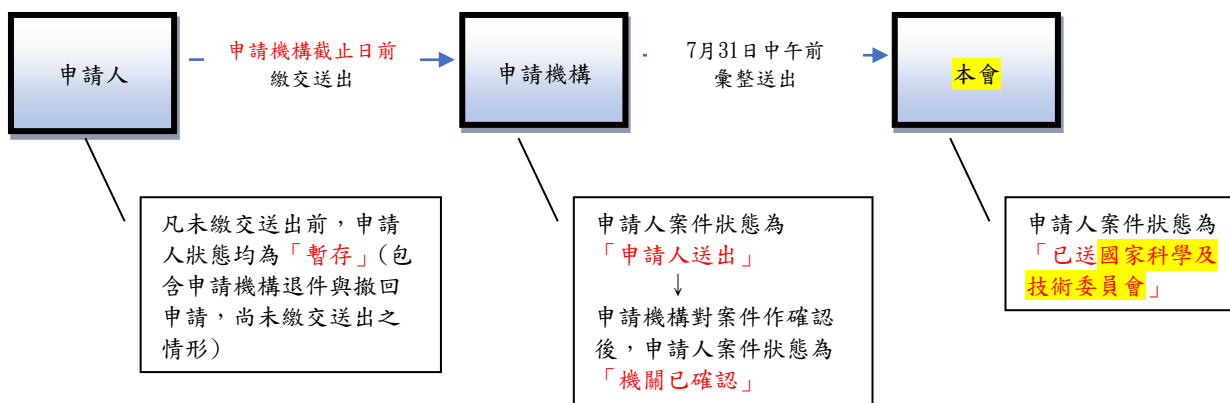 申請人
申請機構截止日前
繳交送出
申請機構
7月31日中午前
彙整送出
本會
凡未繳交送出前，申請
人狀態均為「暫存」(包
含申請機構退件與撤回
申請，尚未繳交送出之
情形)
申請人案件狀態為
「申請人送出」
↓
申請機構對案件作確認
後，申請人案件狀態為
「機關已確認」
申請人案件狀態為
「已送國家科學及
技術委員會」